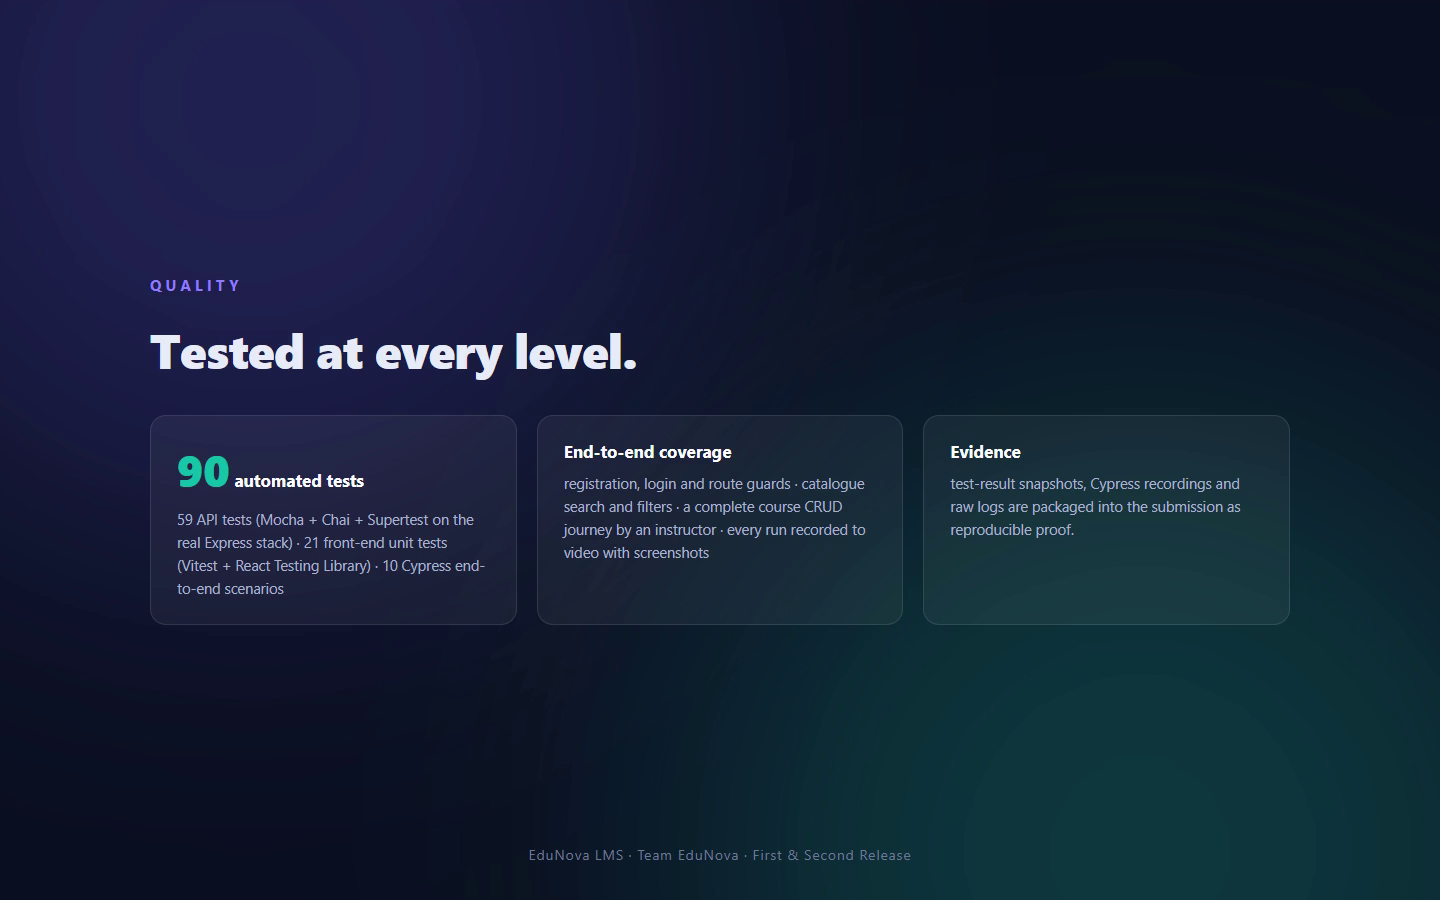 QUALITY
Tested at every level.
90 automated tests
59 API tests (Mocha + Chai + Supertest on the
real Express stack) · 21 front-end unit tests
(Vitest + React Testing Library) · 10 Cypress end-
to-end scenarios
End-to-end coverage
registration, login and route guards · catalogue
search and filters · a complete course CRUD
journey by an instructor · every run recorded to
video with screenshots
Evidence
test-result snapshots, Cypress recordings and
raw logs are packaged into the submission as
reproducible proof.
EduNova LMS · Team EduNova · First & Second Release